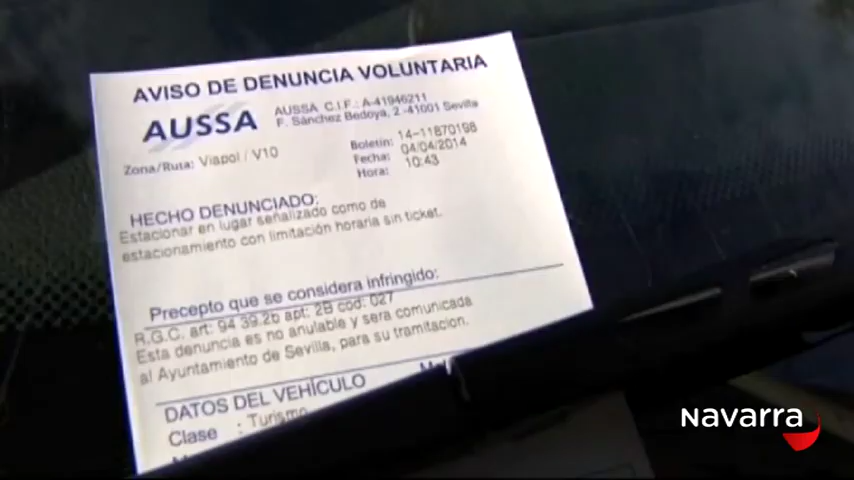 AVISO DE DENUNCIA VOLUNTARIA
AUSSA
AUSSA C.I.F.: A-41946211
F. Sánchez Bedoya, 2 -41001 Sevilla
Zona/Ruta: Viapol / V10
Boletín: 14-11870198
Fecha: 04/04/2014
Hora: 10:43
HECHO DENUNCIADO:
Estacionar en lugar señalizado como de
estacionamiento con limitación horaria sin ticket.
Precepto que se considera infringido:
R.G.C. art: 94 39.2b apt: 2B cod: 027
Esta denuncia es no anulable y sera comunicada
al Ayuntamiento de Sevilla, para su tramitacion.
DATOS DEL VEHÍCULO
Clase : Turismo
Navarra